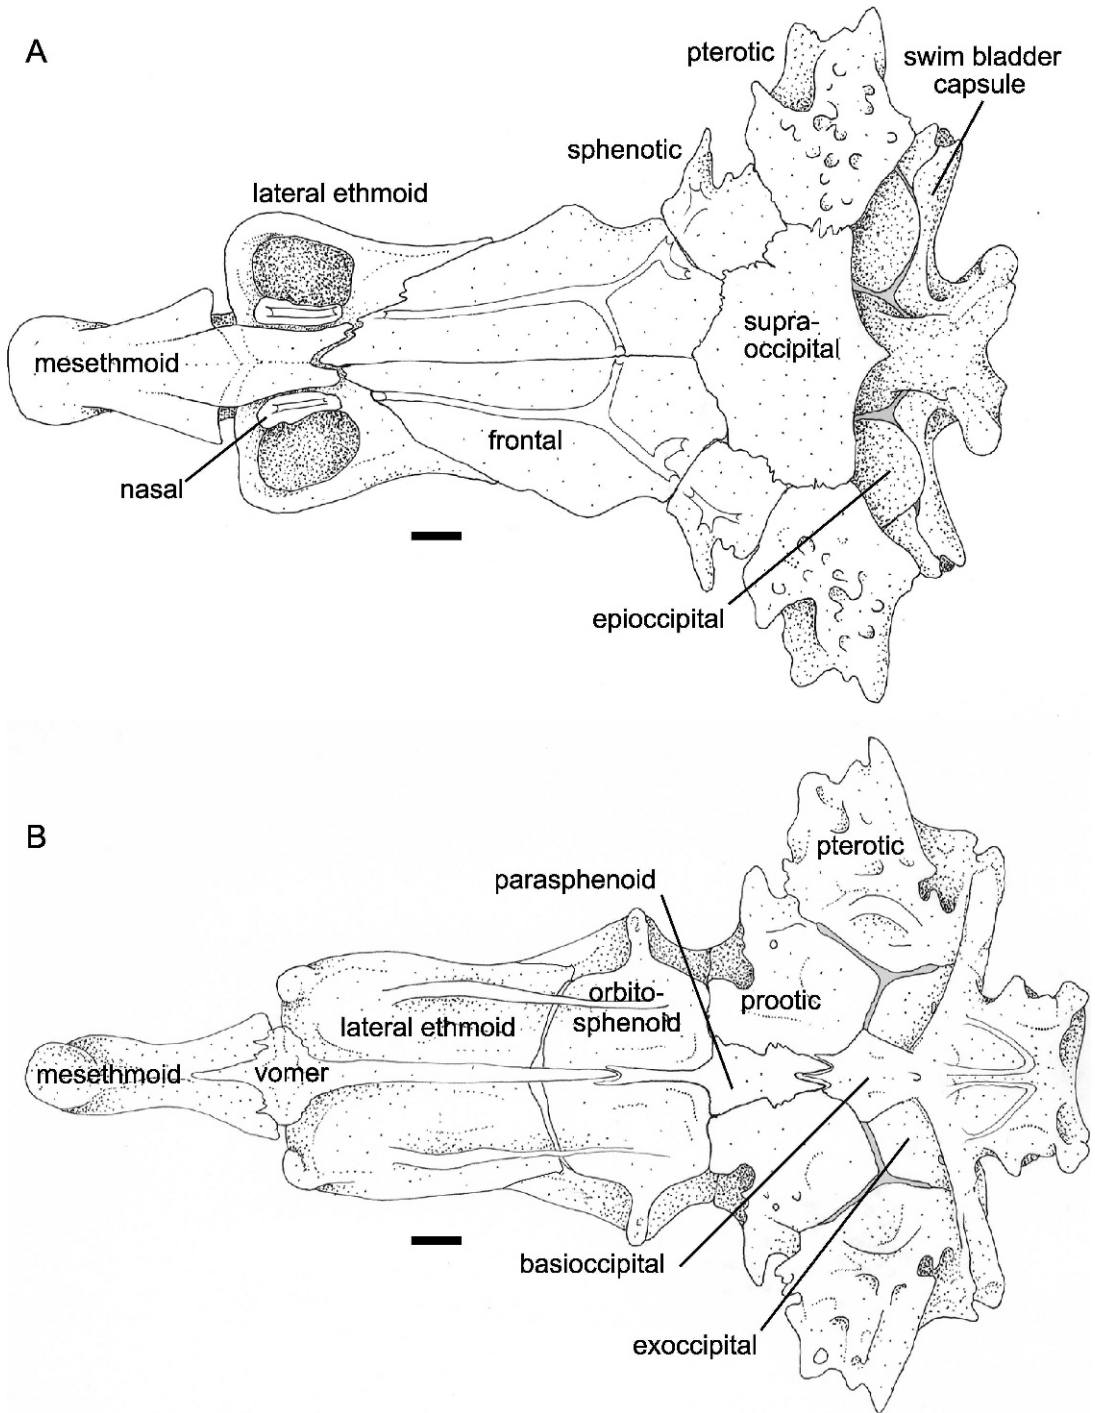 A
pterotic
swim bladder
capsule
sphenotic
lateral ethmoid
supra-
occipital
mesethmoid
frontal
nasal
epioccipital
B
pterotic
parasphenoid
orbito-
sphenoid
prootic
lateral ethmoid
mesethmoid
vomer
basioccipital
exoccipital